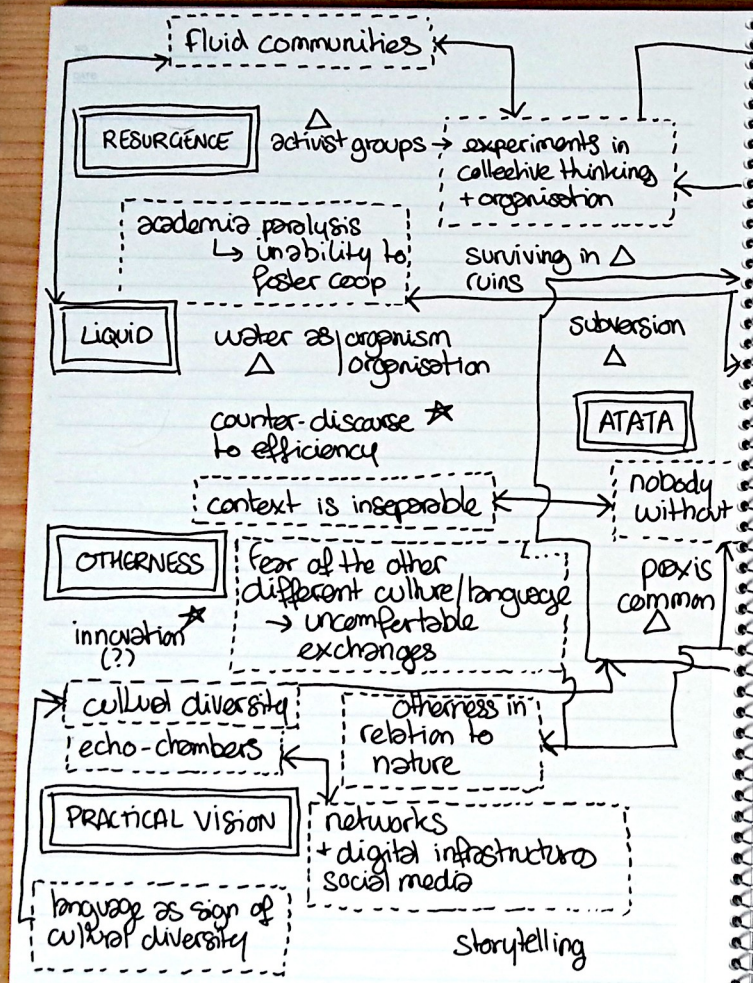 fluid communities
RESURGENCE
activist groups → experiments in
collective thinking
+ organisation
academia paralysis
↳ inability to
foster coop
surviving in
ruins
LIQUID
water as / organism
organisation
subversion
counter-discourse
to efficiency
ATATA
context is inseparable
nobody
without
OTHERNESS
fear of the other
different culture/language
→ uncomfertable
exchanges
praxis
common
innovation
(?)
cultural diversity
echo-chambers
otherness in
relation to
nature
PRACTICAL VISION
networks
+ digital infrastructures
social media
language as sign of
cultural diversity
storytelling